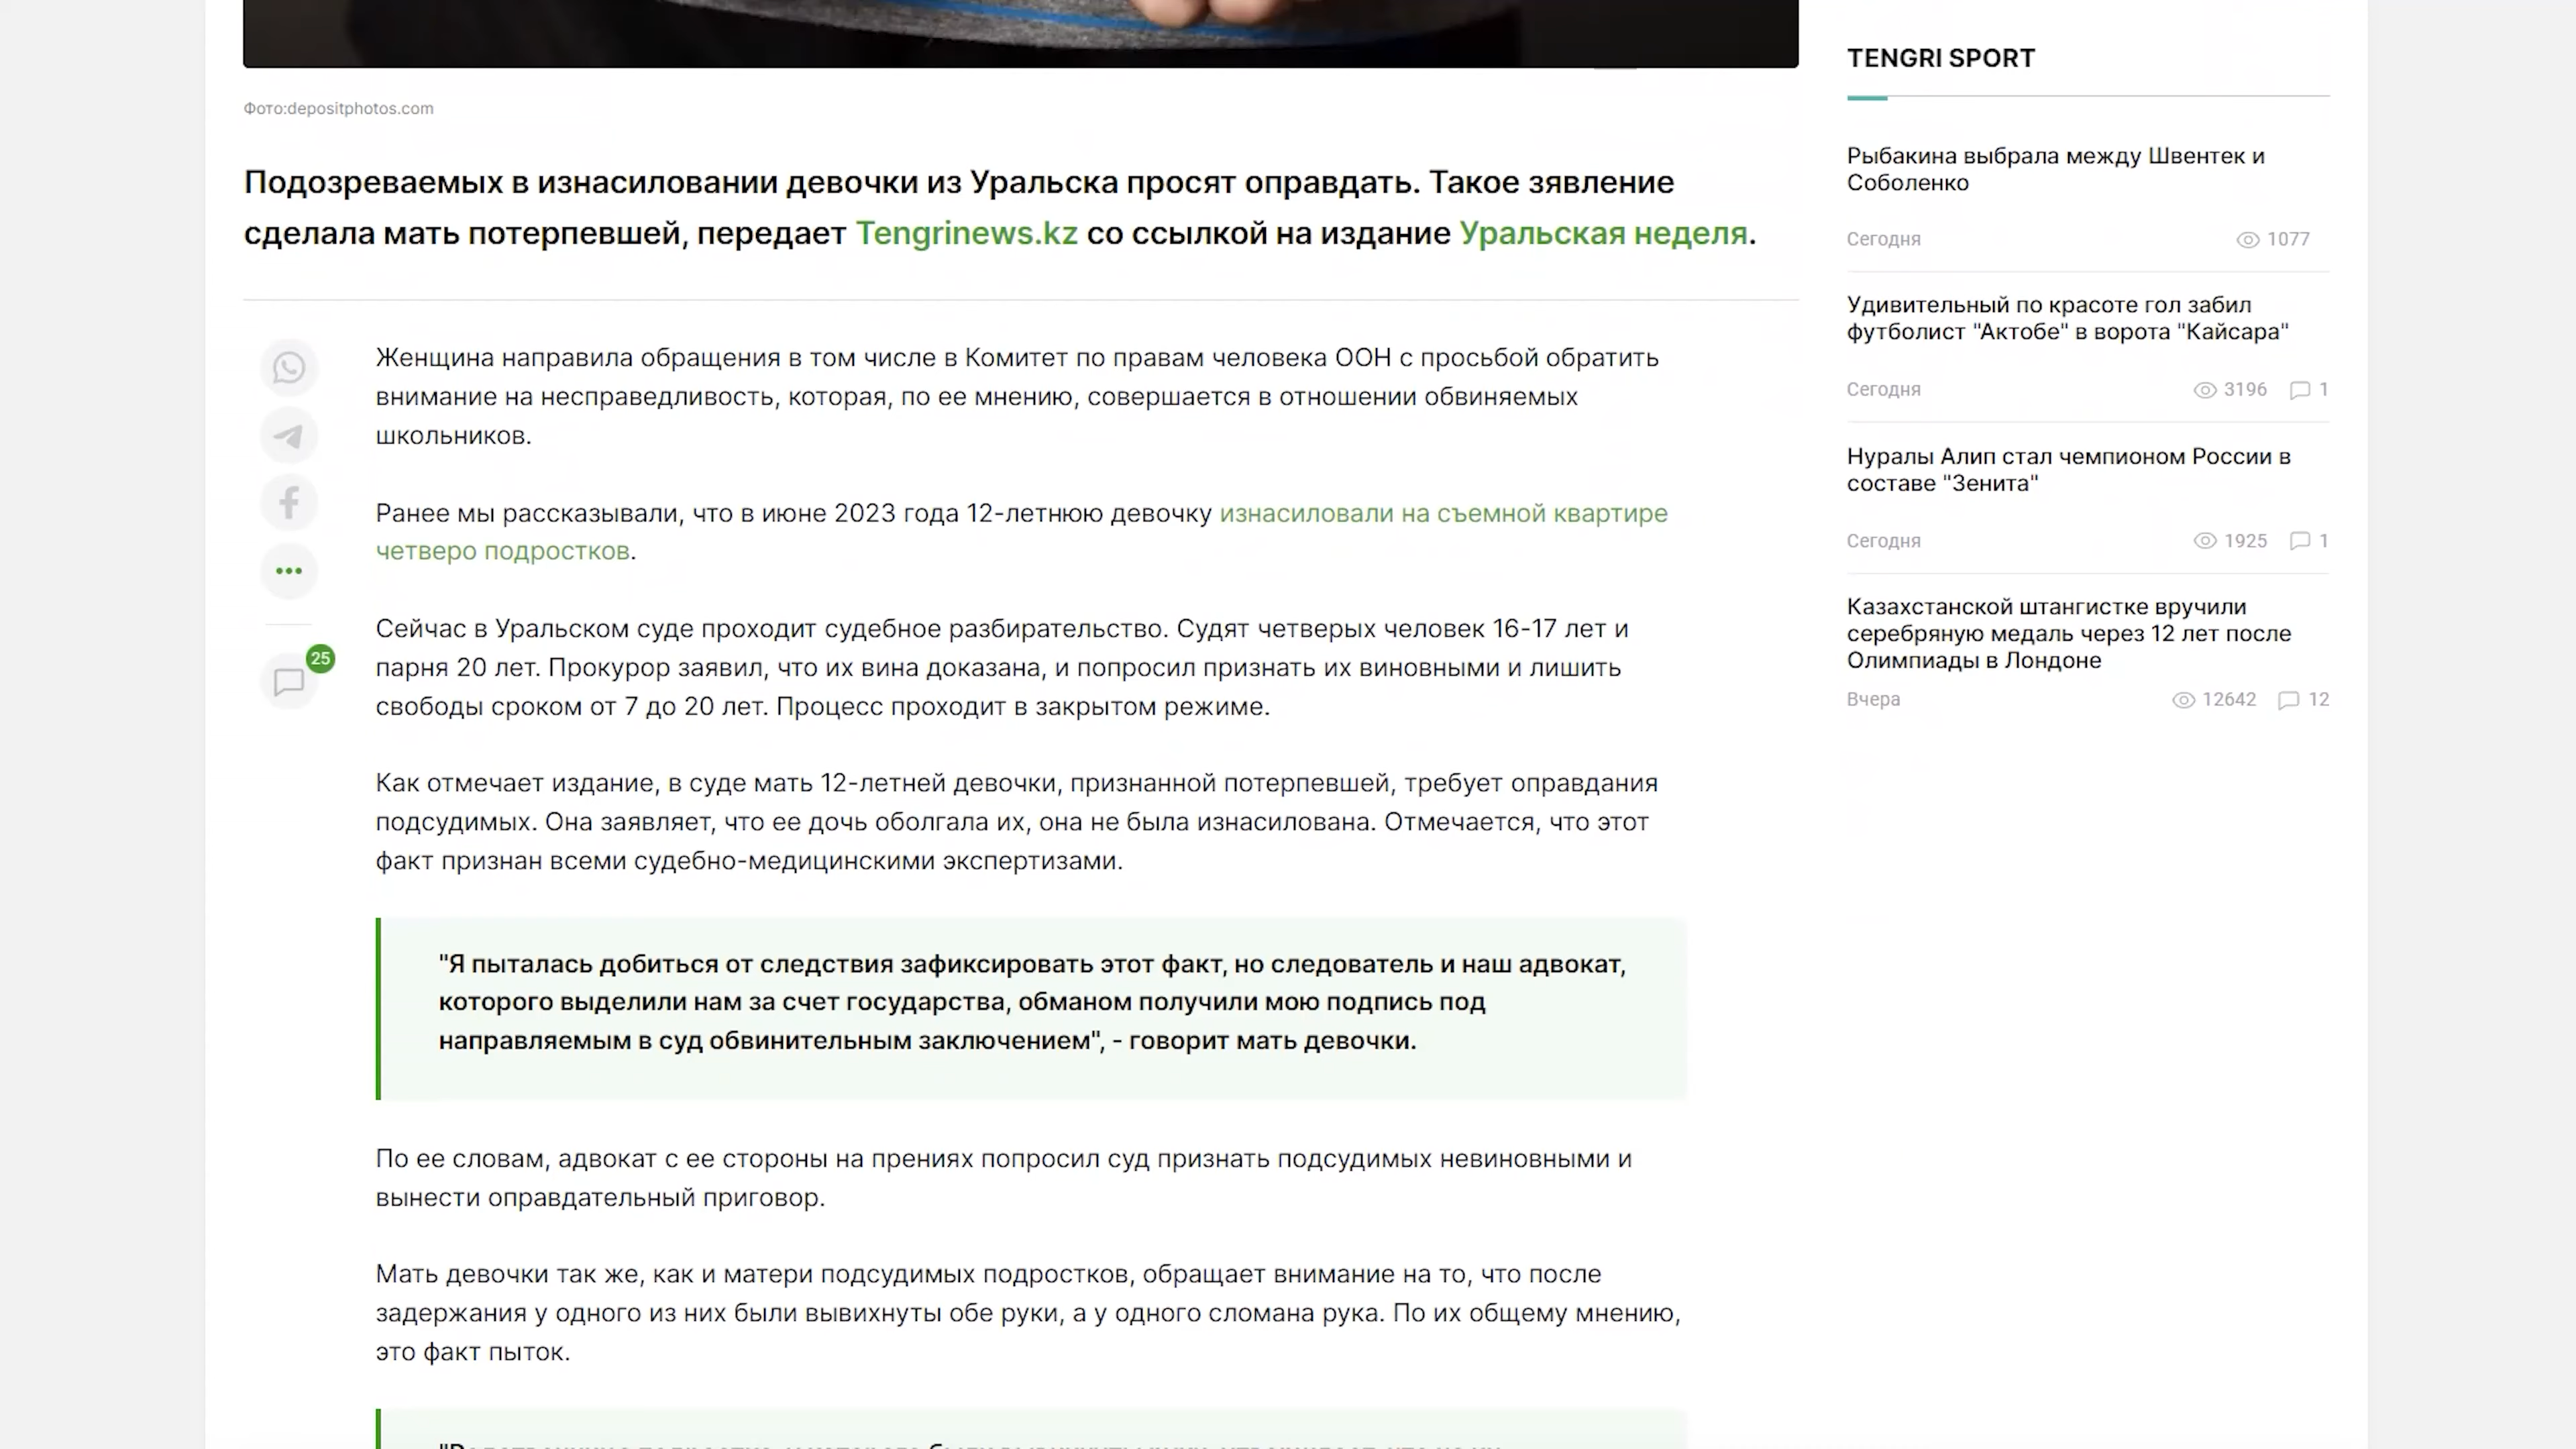 Фото:depositphotos.com
Подозреваемых в изнасиловании девочки из Уральска просят оправдать. Такое зявление
сделала мать потерпевшей, передает Tengrinews.kz со ссылкой на издание Уральская неделя.
Женщина направила обращения в том числе в Комитет по правам человека ООН с просьбой обратить
внимание на несправедливость, которая, по ее мнению, совершается в отношении обвиняемых
школьников.
Ранее мы рассказывали, что в июне 2023 года 12-летнюю девочку изнасиловали на съемной квартире
четверо подростков.
25
Сейчас в Уральском суде проходит судебное разбирательство. Судят четверых человек 16-17 лет и
парня 20 лет. Прокурор заявил, что их вина доказана, и попросил признать их виновными и лишить
свободы сроком от 7 до 20 лет. Процесс проходит в закрытом режиме.
Как отмечает издание, в суде мать 12-летней девочки, признанной потерпевшей, требует оправдания
подсудимых. Она заявляет, что ее дочь оболгала их, она не была изнасилована. Отмечается, что этот
факт признан всеми судебно-медицинскими экспертизами.
"Я пыталась добиться от следствия зафиксировать этот факт, но следователь и наш адвокат,
которого выделили нам за счет государства, обманом получили мою подпись под
направляемым в суд обвинительным заключением", - говорит мать девочки.
По ее словам, адвокат с ее стороны на прениях попросил суд признать подсудимых невиновными и
вынести оправдательный приговор.
Мать девочки так же, как и матери подсудимых подростков, обращает внимание на то, что после
задержания у одного из них были вывихнуты обе руки, а у одного сломана рука. По их общему мнению,
это факт пыток.
TENGRI SPORT
Рыбакина выбрала между Швентек и
Соболенко
Сегодня 1077
Удивительный по красоте гол забил
футболист "Актобе" в ворота "Кайсара"
Сегодня 3196 1
Нуралы Алип стал чемпионом России в
составе "Зенита"
Сегодня 1925 1
Казахстанской штангистке вручили
серебряную медаль через 12 лет после
Олимпиады в Лондоне
Вчера 12642 12